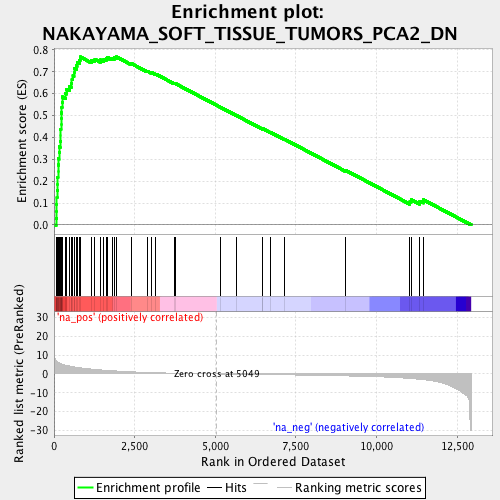 Enrichment plot:
NAKAYAMA_SOFT_TISSUE_TUMORS_PCA2_DN
Enrichment score (ES)
0.8
0.7
0.6
0.5
0.4
0.3
0.2
0.1
0.0
Ranked list metric (PreRanked)
'na_pos' (positively correlated)
30
20
10
0
-10
-20
-30
Zero cross at 5049
'na_neg' (negatively correlated)
0
2,500
5,000
7,500
10,000
12,500
Rank in Ordered Dataset
Enrichment profile
Hits
Ranking metric scores